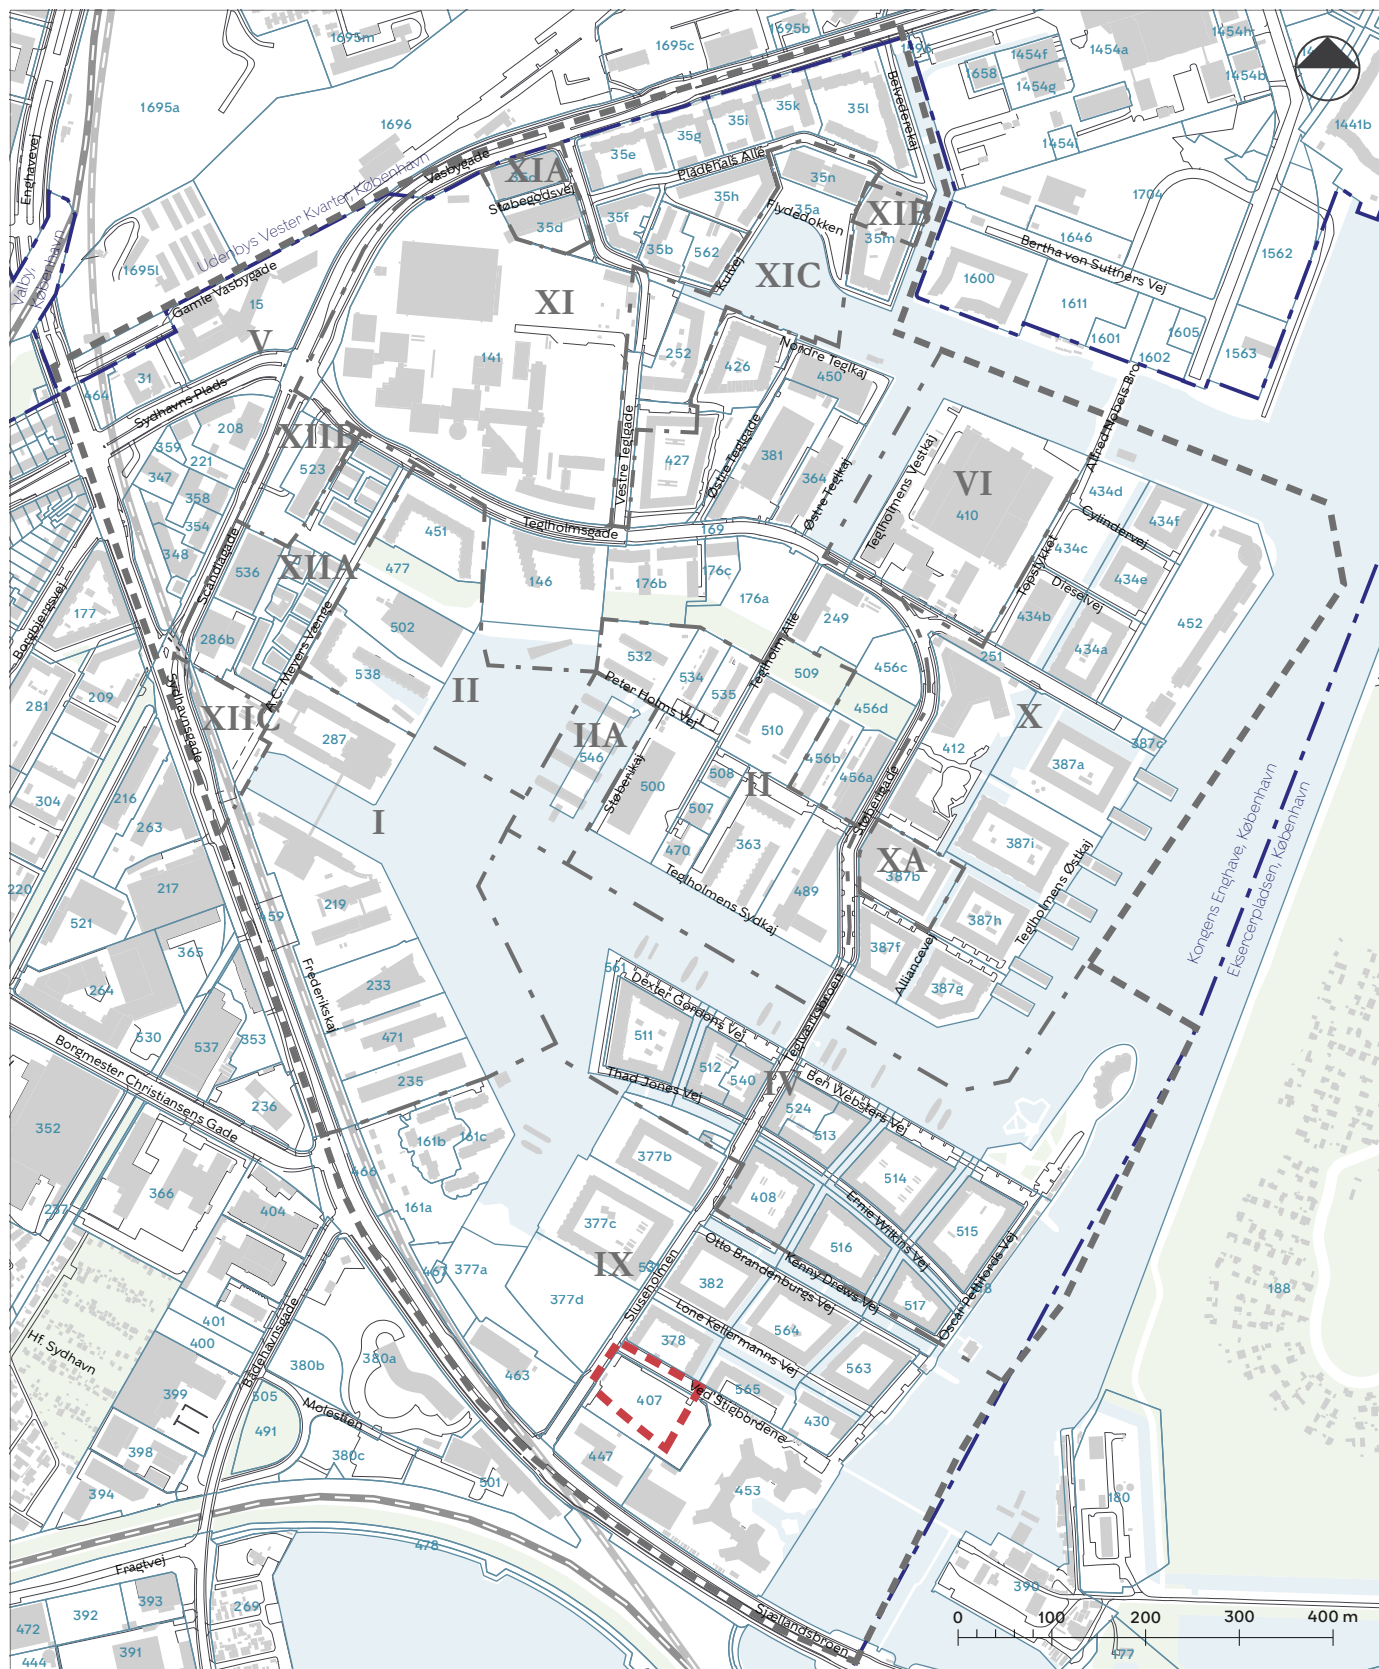 1695m
1695c
1695b
1696
1454f
1454a
1454h
1658
1454g
1454b
1695a
Enghavevej
35k
35l
Belvederekaj
1441b
35g
35i
1696
35e
1454i
Vasbygade
XIA
Pladehals Allé
Støbegodsvej
35h
35n
1704
Udenbys Vester Kvarter, København
35f
35a
XIB
Flydedokken
35d
35m
1646
Bertha von Suttners Vej
35b
562
1562
1695l
Valby,
København
Kulvej
XIC
1600
Gamle Vasbygade
15
XI
1611
V
1601
1605
1602
1563
141
252
Nordre Teglkaj
426
450
31
464
Alfred Nobels Bro
Sydhavns Plads
208
XIIB
359
221
523
427
381
Vestre Teglgade
Østre Teglgade
364
Østre Teglkaj
Teglholmens Vestkaj
VI
410
347
358
434d
434f
Cylindervej
354
451
Teglholmsgade
169
348
434c
Scandiagade
536
XIIA
477
146
176b
176c
434e
Topstykket
Dieselvej
Borgbjergsvej
177
176a
249
434b
452
286b
502
A.C. Meyers Vænge
532
Teglholm Allé
434a
538
534
509
456c
251
281
209
Sydhavnsgade
II
Peter Holms Vej
535
456d
XIIC
510
X
287
IIA
412
387c
546
456b
387a
508
500
456a
304
216
Støberikaj
II
507
Støberigade
263
I
363
387i
470
XA
217
387b
220
Teglholmens Sydkaj
489
Teglholmens Østkaj
Kongens Enghave, København
Eksercerpladsen, København
521
459
219
387h
365
387f
Alliancevej
561
264
Frederikskaj
233
Dexter Gordons Vej
387g
530
471
511
Teglværksbroen
353
537
512
Borgmester Christiansens Gade
235
540
IV
Thad Jones Vej
Ben Websters Vej
236
524
352
161b
161c
513
466
377b
514
366
408
237
404
161a
377c
Ernie Wilkins Vej
515
516
467
377a
IX
Otto Brandenburgs Vej
Kenny Drews Vej
382
Oscar Pettifords Vej
188
377d
Sluseholmen
517
401
Lone Kellermanns Vej
Hf. Sydhavn
400
564
378
380b
380a
463
563
Bådehavnsgade
399
505
407
565
Ved Stigbordene
Molestien
430
491
398
380c
447
501
453
394
180
478
Fragtvej
390
393
392
269
Sjællandsbroen
472
444
391
477
0 100 200 300 400 m